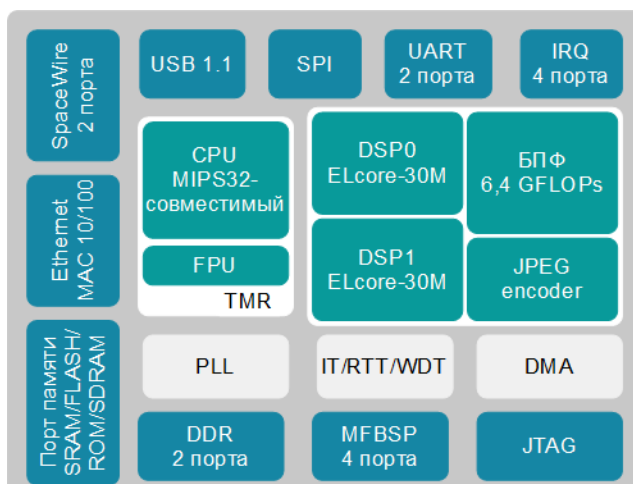 SpaceWire
2 порта
USB 1.1
SPI
UART
2 порта
IRQ
4 порта
CPU
MIPS32-
совместимый
FPU
TMR
DSP0
ELcore-30M
БПФ
6,4 GFLOPs
DSP1
ELcore-30M
JPEG
encoder
Ethernet
MAC 10/100
Порт памяти
SRAM/FLASH/
ROM/SDRAM
PLL
IT/RTT/WDT
DMA
DDR
2 порта
MFBSP
4 порта
JTAG